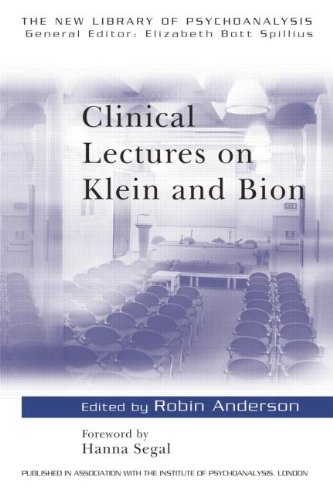 THE NEW LIBRARY OF PSYCHOANALYSIS
General Editor: Elizabeth Bott Spillius
Clinical
Lectures on
Klein and Bion
Edited by Robin Anderson
Foreword by
Hanna Segal
PUBLISHED IN ASSOCIATION WITH THE INSTITUTE OF PSYCHOANALYSIS, LONDON